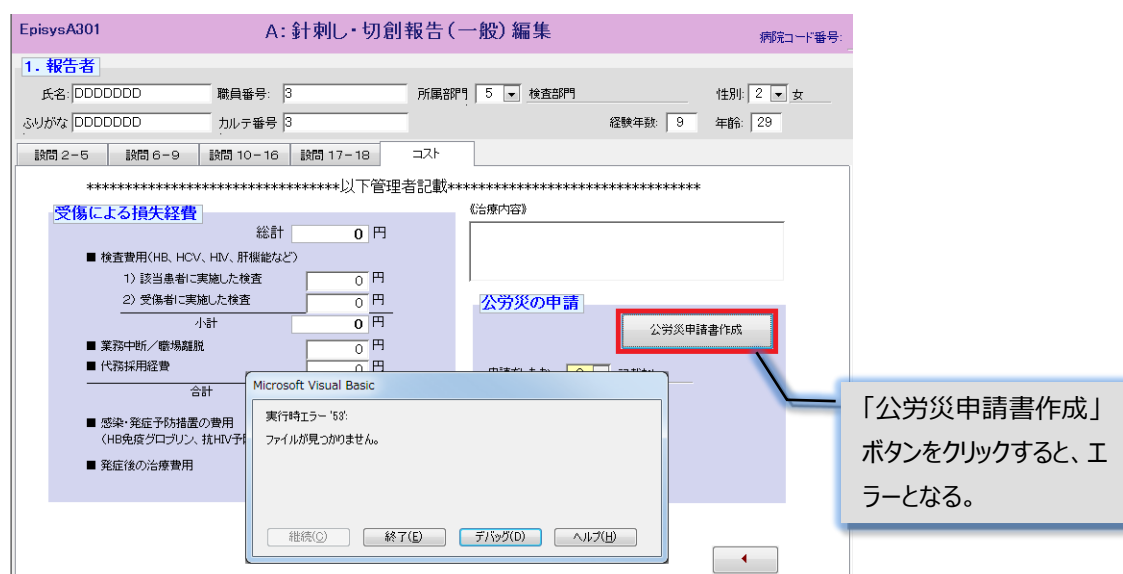 EpisysA301
A：針刺し・切創報告(一般)編集
病院コード番号:
1. 報告者
氏名: DDDDDDD 職員番号: 3 所属部門 5 検査部門 性別: 2 女
ふりがな DDDDDDD カルテ番号 3 経験年数: 9 年齢: 29
設問 2－5 設問 6－9 設問 10－16 設問 17－18 コスト
*********************************以下管理者記載*********************************
受傷による損失経費
《治療内容》
総計 0 円
■ 検査費用(HB、HCV、HIV、肝機能など)
1) 該当患者に実施した検査 0 円
2) 受傷者に実施した検査 0 円
小計 0 円
■ 業務中断／職場離脱 0 円
■ 代務採用経費 0 円
合計
■ 感染・発症予防措置の費用
(HB免疫グロブリン、抗HIV予
■ 発症後の治療費用
公労災の申請
公労災申請書作成
Microsoft Visual Basic
実行時エラー '53':
ファイルが見つかりません。
継続(C) 終了(E) デバッグ(D) ヘルプ(H)
「公労災申請書作成」
ボタンをクリックすると、エ
ラーとなる。